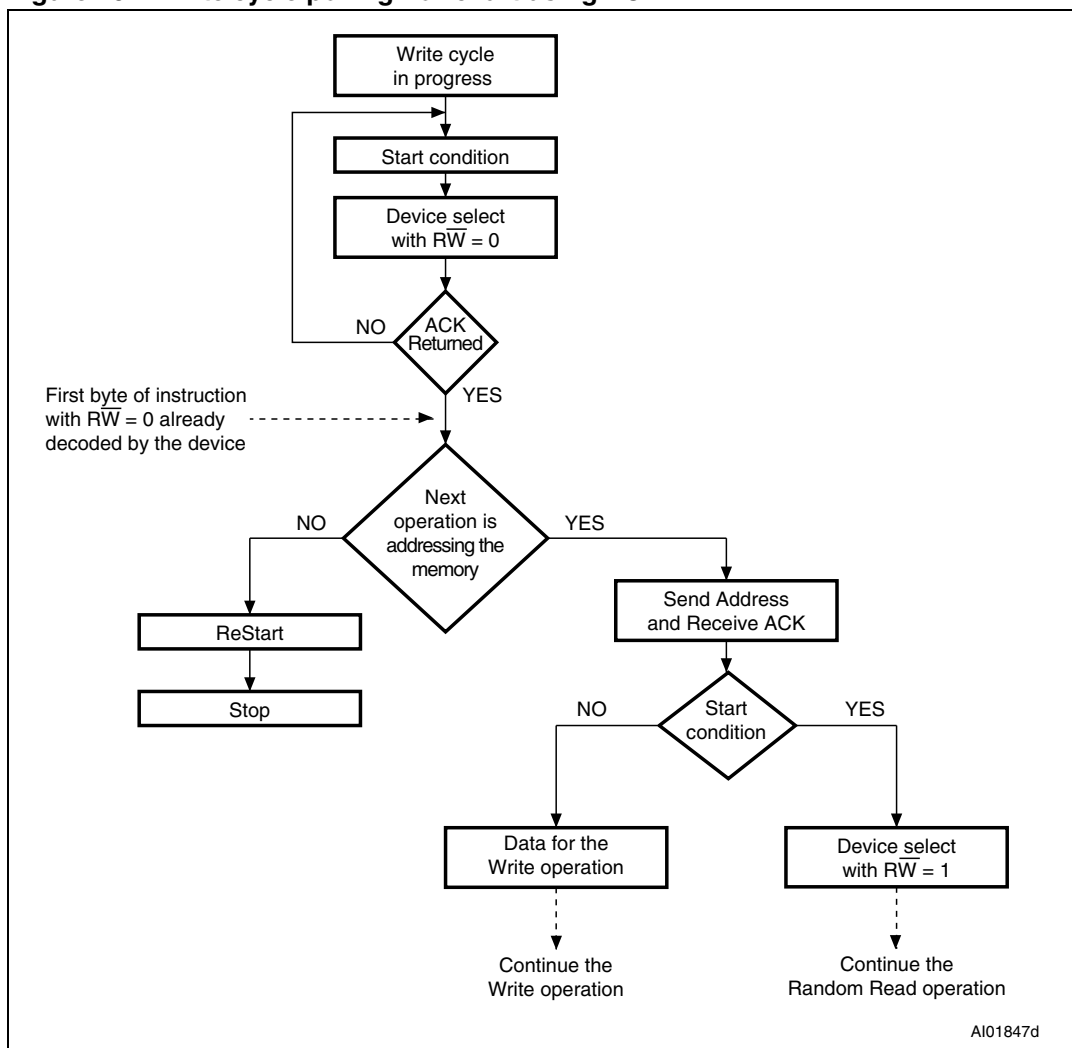 Write cycle
in progress
Start condition
Device select
with RW̅ = 0
NO
ACK
Returned
YES
First byte of instruction
with RW̅ = 0 already
decoded by the device
Next
operation is
addressing the
memory
NO
YES
Send Address
and Receive ACK
ReStart
Stop
Start
condition
NO
YES
Data for the
Write operation
Device select
with RW̅ = 1
Continue the
Write operation
Continue the
Random Read operation
AI01847d